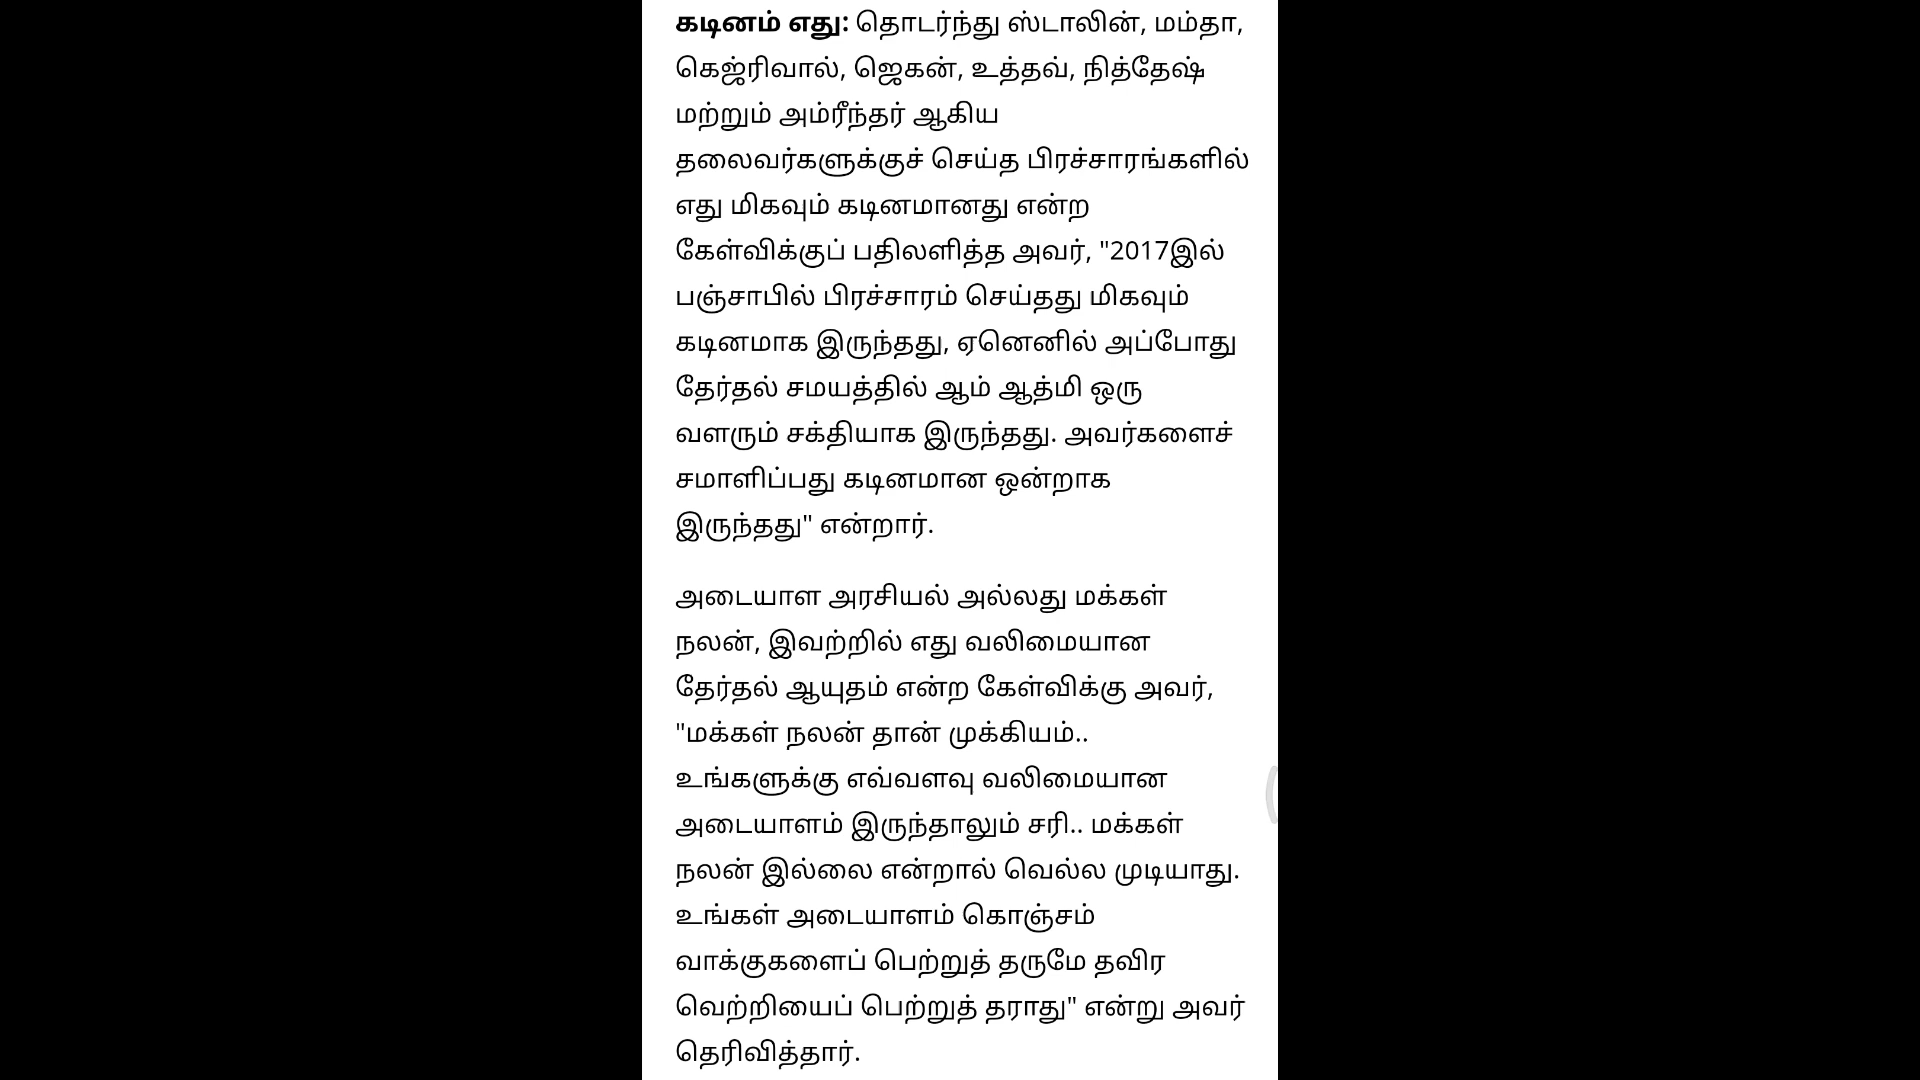 கடினம் எது: தொடர்ந்து ஸ்டாலின், மம்தா,
கெஜ்ரிவால், ஜெகன், உத்தவ், நித்தேஷ்
மற்றும் அம்ரீந்தர் ஆகிய
தலைவர்களுக்குச் செய்த பிரச்சாரங்களில்
எது மிகவும் கடினமானது என்ற
கேள்விக்குப் பதிலளித்த அவர், "2017இல்
பஞ்சாபில் பிரச்சாரம் செய்தது மிகவும்
கடினமாக இருந்தது, ஏனெனில் அப்போது
தேர்தல் சமயத்தில் ஆம் ஆத்மி ஒரு
வளரும் சக்தியாக இருந்தது. அவர்களைச்
சமாளிப்பது கடினமான ஒன்றாக
இருந்தது" என்றார்.
அடையாள அரசியல் அல்லது மக்கள்
நலன், இவற்றில் எது வலிமையான
தேர்தல் ஆயுதம் என்ற கேள்விக்கு அவர்,
"மக்கள் நலன் தான் முக்கியம்..
உங்களுக்கு எவ்வளவு வலிமையான
அடையாளம் இருந்தாலும் சரி.. மக்கள்
நலன் இல்லை என்றால் வெல்ல முடியாது.
உங்கள் அடையாளம் கொஞ்சம்
வாக்குகளைப் பெற்றுத் தருமே தவிர
வெற்றியைப் பெற்றுத் தராது" என்று அவர்
தெரிவித்தார்.